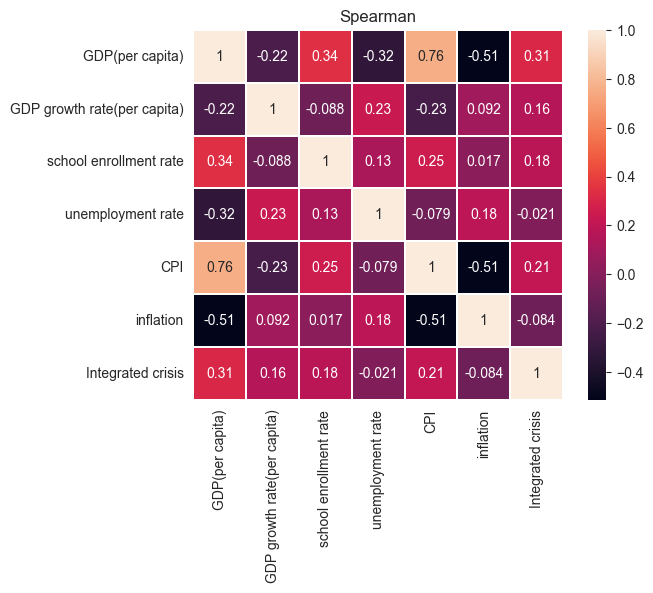 Spearman
GDP(per capita) 1 -0.22 0.34 -0.32 0.76 -0.51 0.31
GDP growth rate(per capita) -0.22 1 -0.088 0.23 -0.23 0.092 0.16
school enrollment rate 0.34 -0.088 1 0.13 0.25 0.017 0.18
unemployment rate -0.32 0.23 0.13 1 -0.079 0.18 -0.021
CPI 0.76 -0.23 0.25 -0.079 1 -0.51 0.21
inflation -0.51 0.092 0.017 0.18 -0.51 1 -0.084
Integrated crisis 0.31 0.16 0.18 -0.021 0.21 -0.084 1
GDP(per capita)
GDP growth rate(per capita)
school enrollment rate
unemployment rate
CPI
inflation
Integrated crisis
1.0
0.8
0.6
0.4
0.2
0.0
−0.2
−0.4